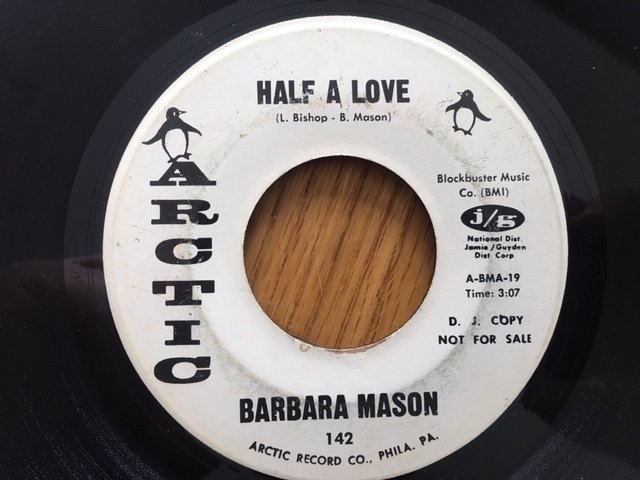 HALF A LOVE
(L. Bishop - B. Mason)
ARCTIC
Blockbuster Music
Co. (BMI)
j/g
National Dist.
Jamie/Guyden
Dist. Corp.
A-BMA-19
Time: 3:07
D. J. COPY
NOT FOR SALE
BARBARA MASON
142
ARCTIC RECORD CO., PHILA. PA.